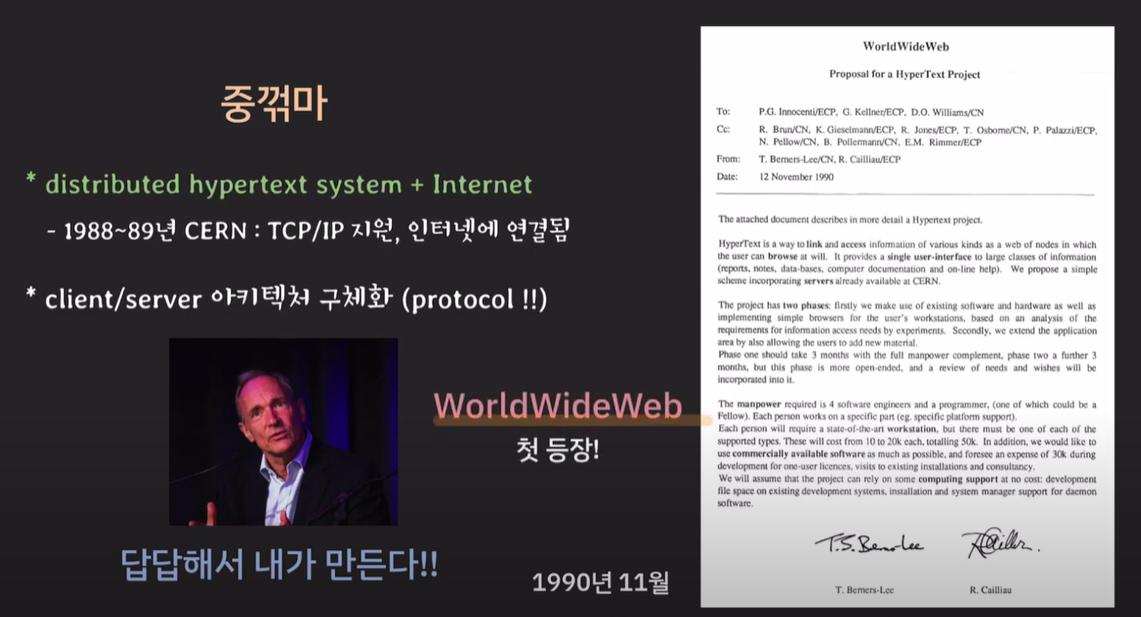 중꺾마
* distributed hypertext system + Internet
- 1988~89년 CERN : TCP/IP 지원, 인터넷에 연결됨
* client/server 아키텍처 구체화 (protocol !!)
WorldWideWeb
첫 등장!
답답해서 내가 만든다!!
1990년 11월
WorldWideWeb
Proposal for a HyperText Project
To: P.G. Innocenti/ECP, G. Kellner/ECP, D.O. Williams/CN
Cc: R. Brun/CN, K. Gieselmann/ECP, R. Jones/ECP, T. Osborne/CN, P. Palazzi/ECP,
N. Pellow/CN, B. Pollermann/CN, E.M. Rimmer/ECP
From: T. Berners-Lee/CN, R. Cailliau/ECP
Date: 12 November 1990
The attached document describes in more detail a Hypertext project.
HyperText is a way to link and access information of various kinds as a web of nodes in which
the user can browse at will. It provides a single user-interface to large classes of information
(reports, notes, data-bases, computer documentation and on-line help). We propose a simple
scheme incorporating servers already available at CERN.
The project has two phases: firstly we make use of existing software and hardware as well as
implementing simple browsers for the user's workstations, based on an analysis of the
requirements for information access needs by experiments. Secondly, we extend the application
area by also allowing the users to add new material.
Phase one should take 3 months with the full manpower complement, phase two a further 3
months, but this phase is more open-ended, and a review of needs and wishes will be
incorporated into it.
The manpower required is 4 software engineers and a programmer, (one of which could be a
Fellow). Each person works on a specific part (eg. specific platform support).
Each person will require a state-of-the-art workstation, but there must be one of each of the
supported types. These will cost from 10 to 20k each, totalling 50k. In addition, we would like to
use commercially available software as much as possible, and foresee an expense of 30k during
development for one-user licences, visits to existing installations and consultancy.
We will assume that the project can rely on some computing support at no cost: development
file space on existing development systems, installation and system manager support for daemon
software.
T. Berners-Lee R. Cailliau